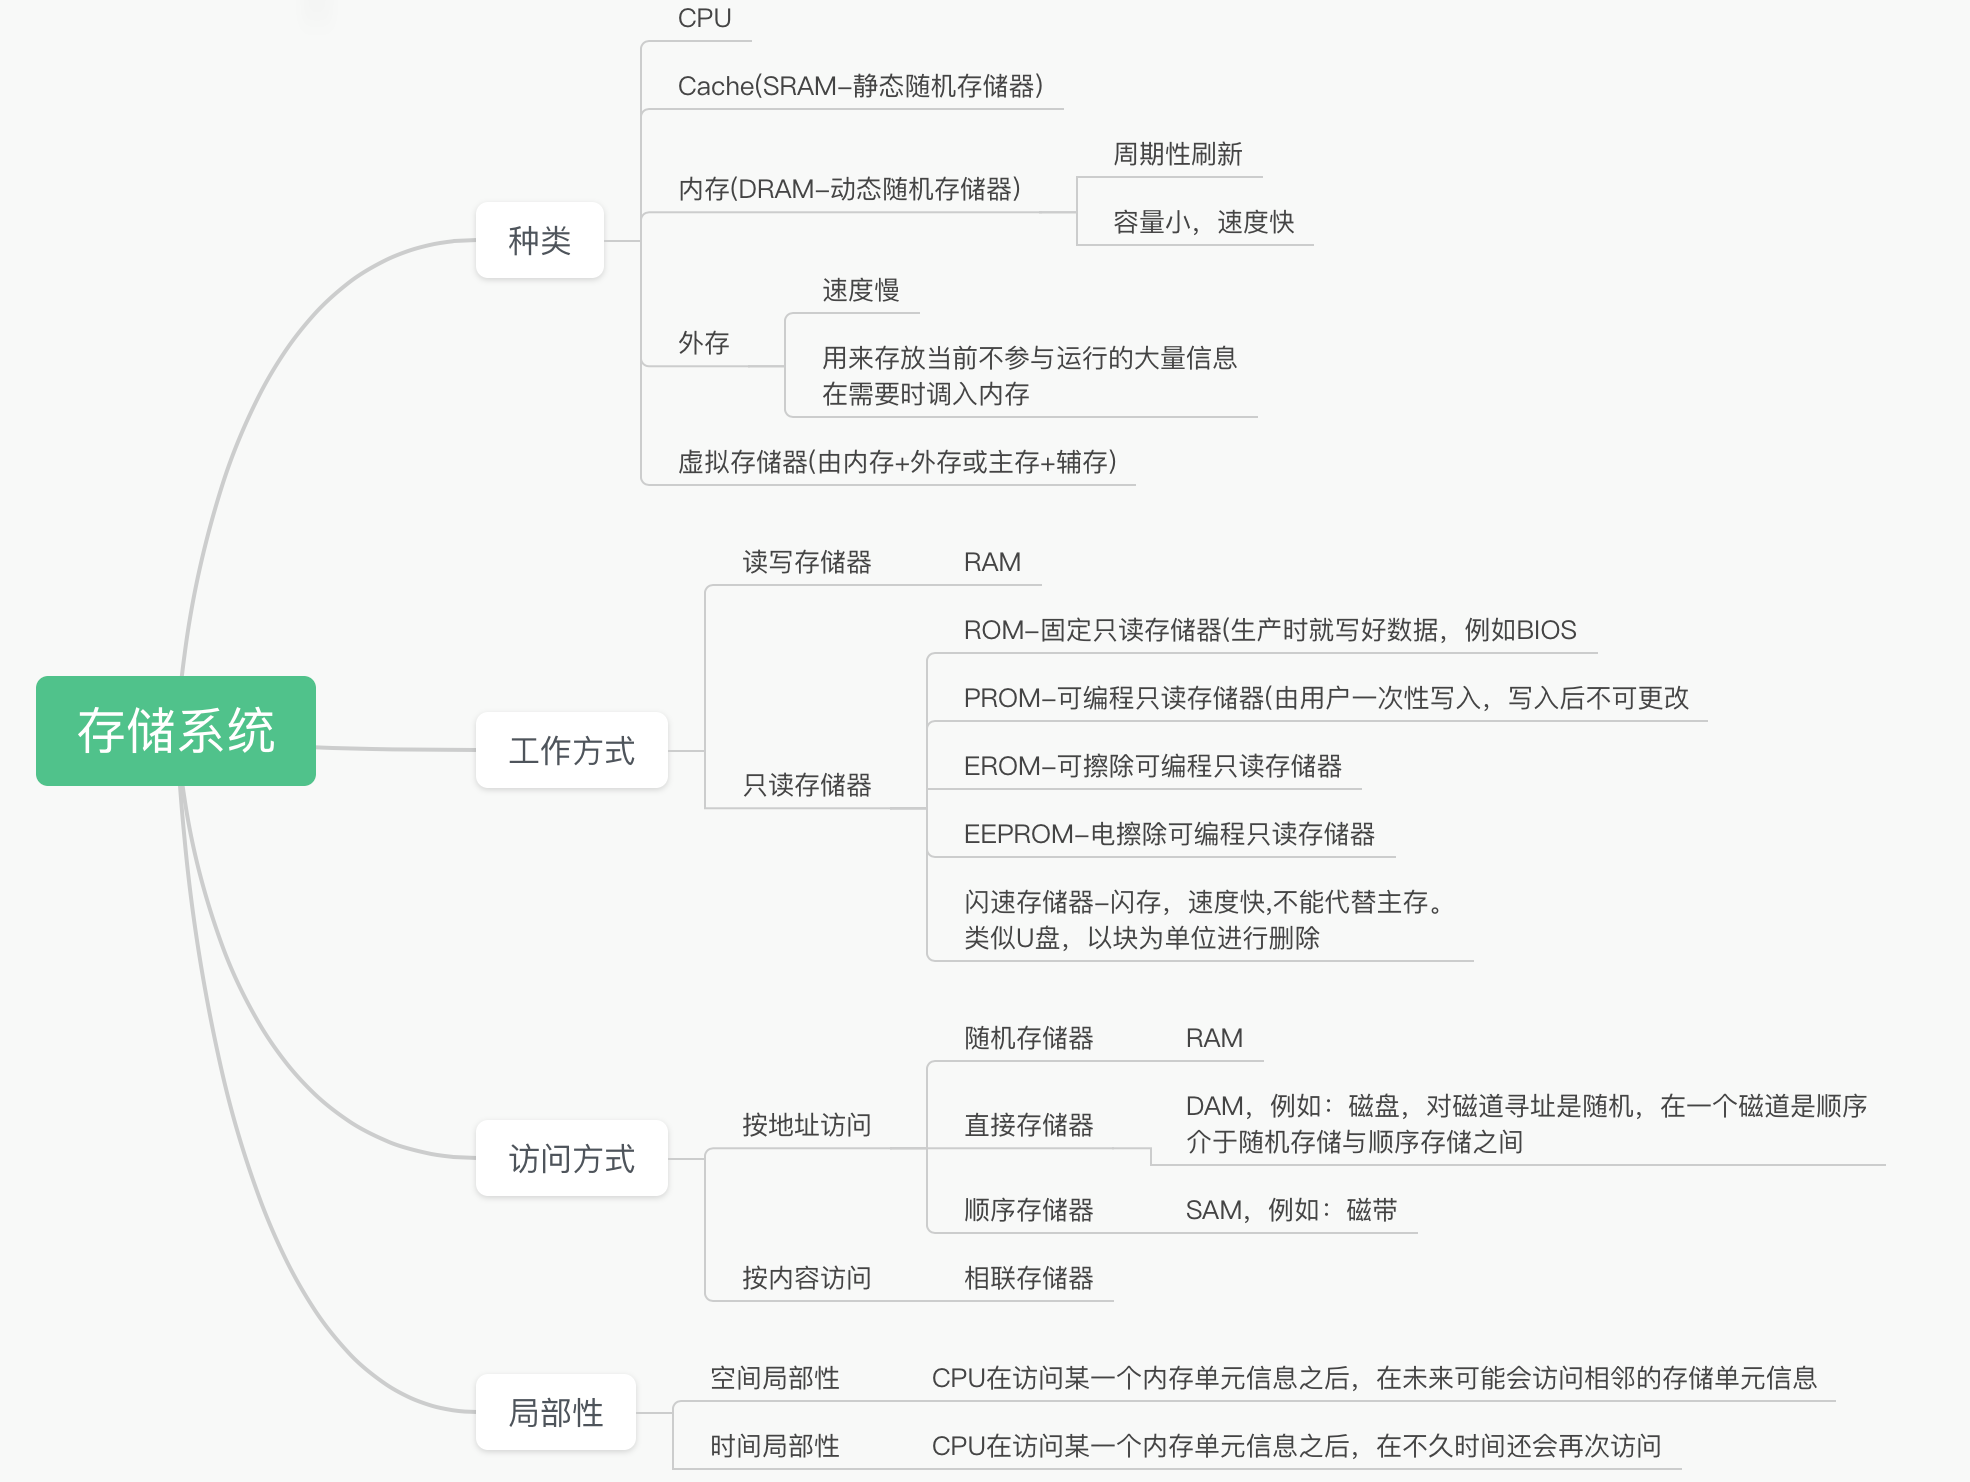 存储系统
种类
CPU
Cache(SRAM-静态随机存储器)
内存(DRAM-动态随机存储器)
周期性刷新
容量小，速度快
外存
速度慢
用来存放当前不参与运行的大量信息
在需要时调入内存
虚拟存储器(由内存+外存或主存+辅存)
工作方式
读写存储器
RAM
只读存储器
ROM-固定只读存储器(生产时就写好数据，例如BIOS
PROM-可编程只读存储器(由用户一次性写入，写入后不可更改
EROM-可擦除可编程只读存储器
EEPROM-电擦除可编程只读存储器
闪速存储器-闪存，速度快,不能代替主存。
类似U盘，以块为单位进行删除
访问方式
按地址访问
随机存储器
RAM
直接存储器
DAM，例如：磁盘，对磁道寻址是随机，在一个磁道是顺序
介于随机存储与顺序存储之间
顺序存储器
SAM，例如：磁带
按内容访问
相联存储器
局部性
空间局部性
CPU在访问某一个内存单元信息之后，在未来可能会访问相邻的存储单元信息
时间局部性
CPU在访问某一个内存单元信息之后，在不久时间还会再次访问